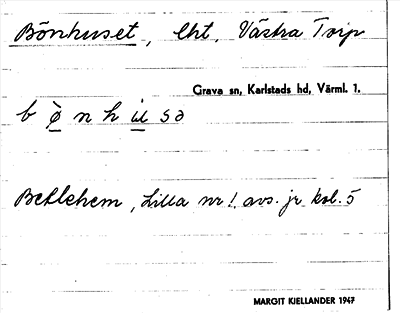 Bönhuset, Cht, Västra Torp
Grava sn, Karlstads hd, Värml. l.
b ø̀ n h ú s ə
Betlehem, Lilla nr 1. avs. jr kol. 5
MARGIT KJELLANDER 1947